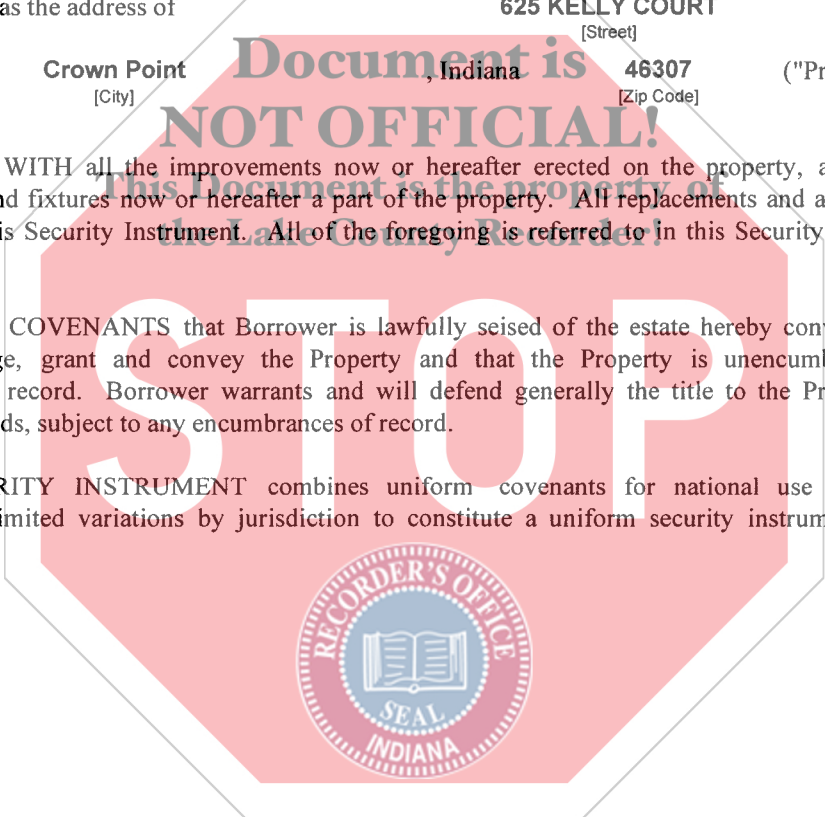 as the address of 625 KELLY COURT
[Street]
Crown Point , Indiana 46307 ("Pr
[City] [Zip Code]
Document is
NOT OFFICIAL!
This Document is the property of
the Lake County Recorder!
WITH all the improvements now or hereafter erected on the property, a
nd fixtures now or hereafter a part of the property. All replacements and a
is Security Instrument. All of the foregoing is referred to in this Security
COVENANTS that Borrower is lawfully seised of the estate hereby conv
ge, grant and convey the Property and that the Property is unencumb
record. Borrower warrants and will defend generally the title to the Pr
ds, subject to any encumbrances of record.
RITY INSTRUMENT combines uniform covenants for national use
imited variations by jurisdiction to constitute a uniform security instrum
STOP
RECORDER'S OFFICE
SEAL
INDIANA